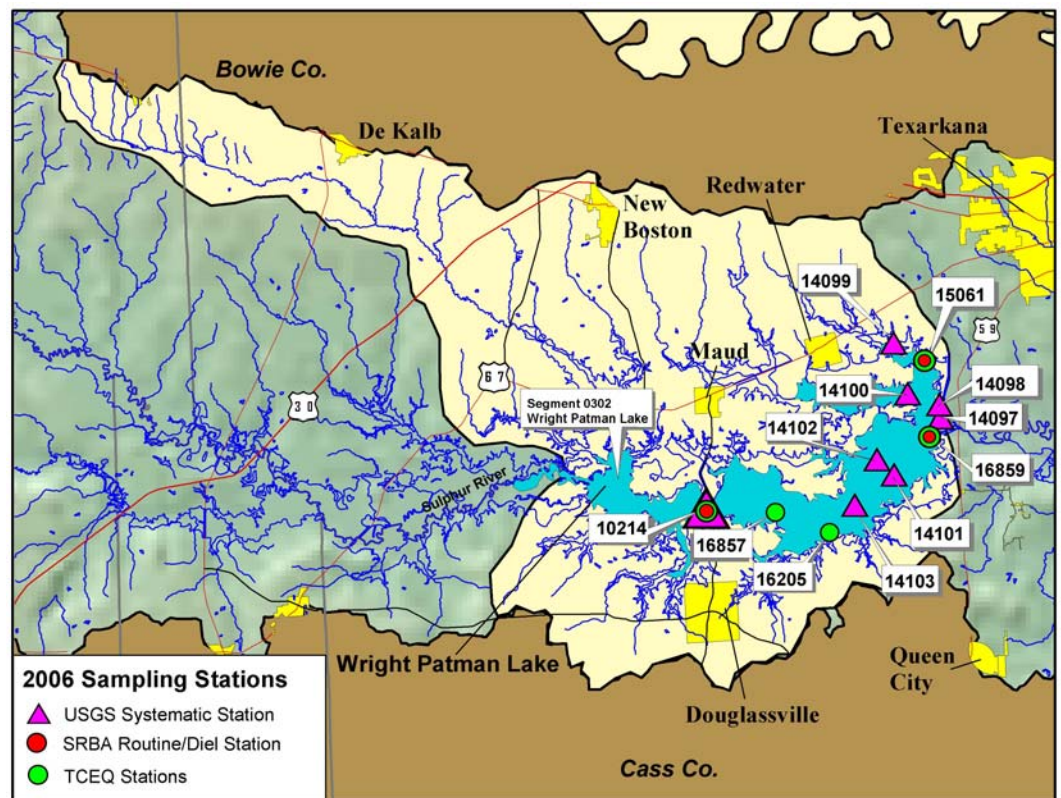 Bowie Co.
De Kalb
Texarkana
Redwater
New
Boston
14099
15061
59
Maud
67
14100
14098
30
Segment 0302
Wright Patman Lake
14102
14097
Sulphur River
16859
10214
16857
14101
16205
14103
Wright Patman Lake
Queen
City
Douglassville
Cass Co.
2006 Sampling Stations
USGS Systematic Station
SRBA Routine/Diel Station
TCEQ Stations